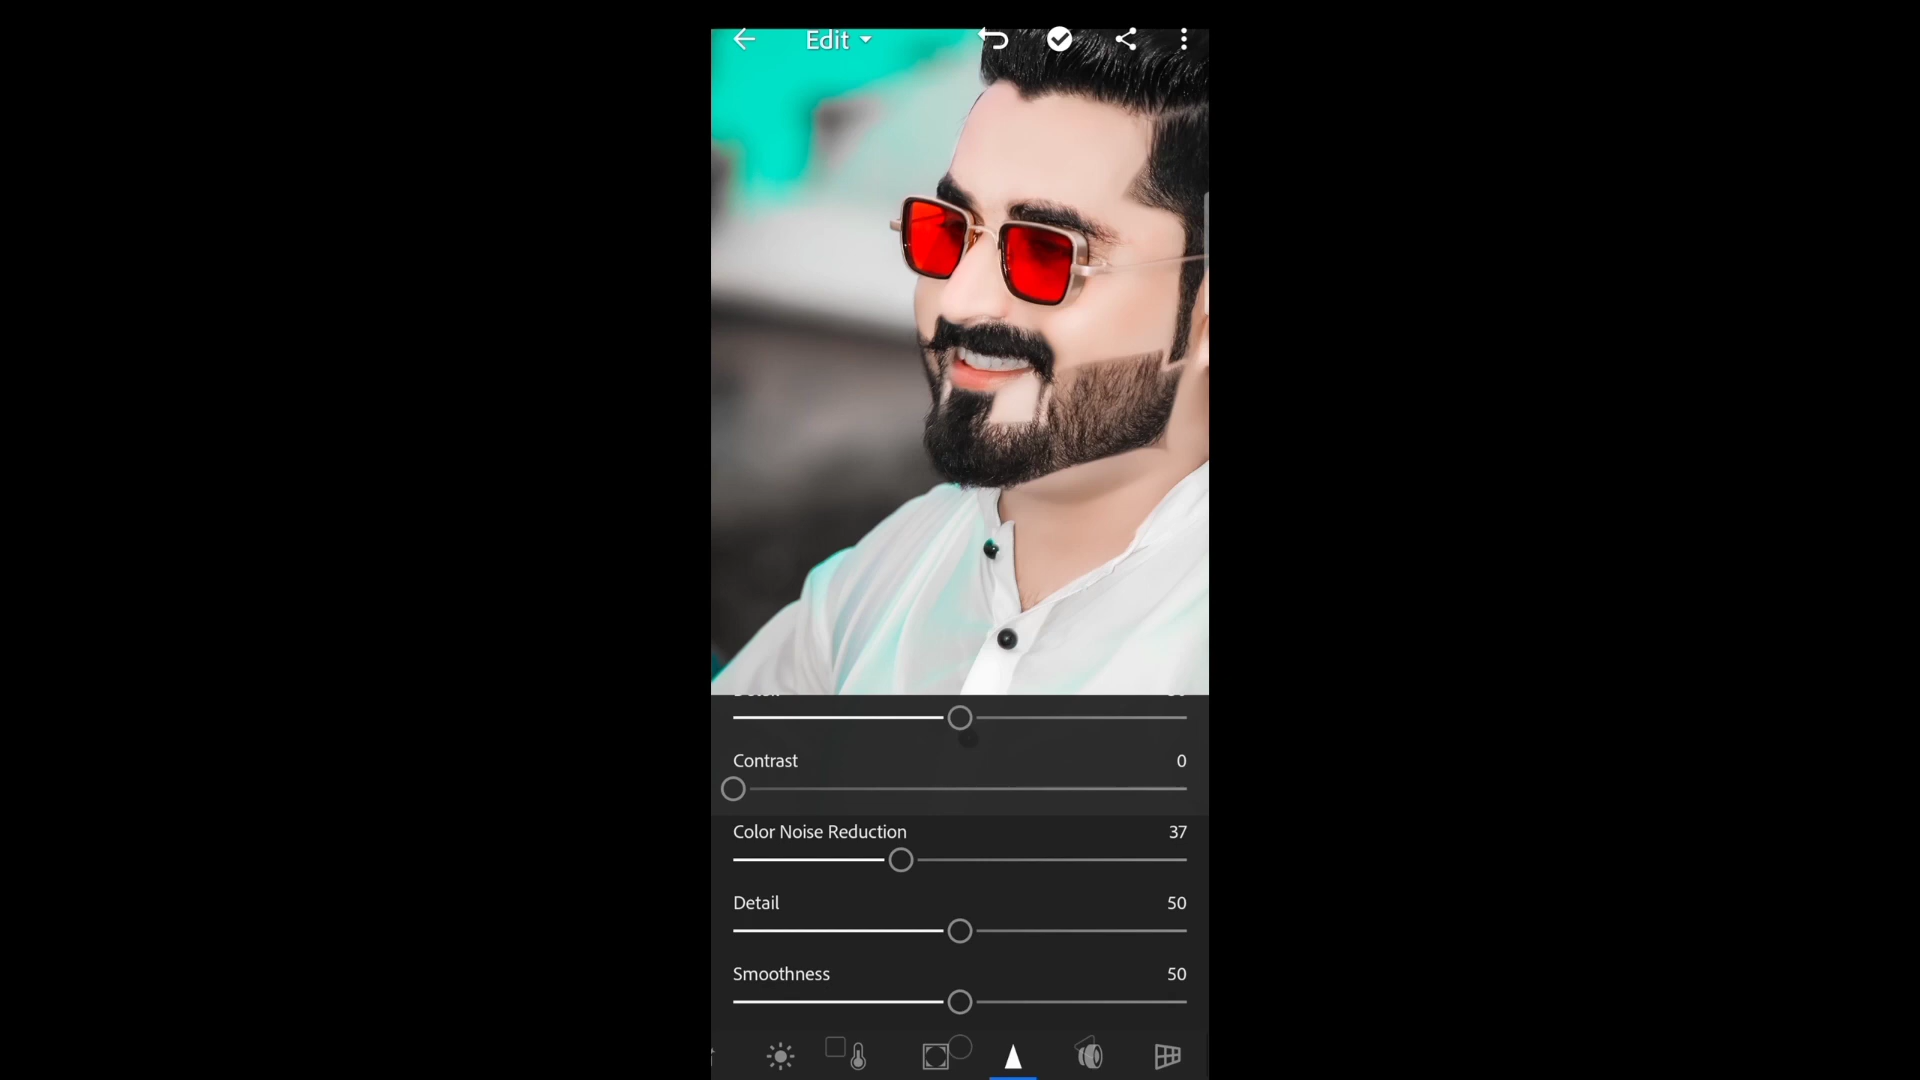 Edit
Contrast 0
Color Noise Reduction 37
Detail 50
Smoothness 50